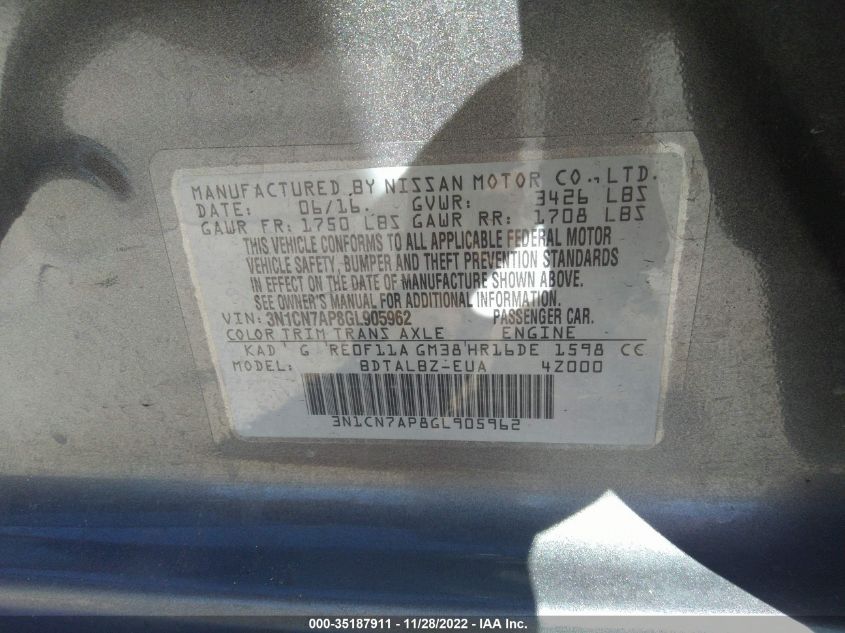 MANUFACTURED BY NISSAN MOTOR CO., LTD.
DATE: 06/16. GVWR: 3426 LBS
GAWR FR: 1750 LBS GAWR RR: 1708 LBS
THIS VEHICLE CONFORMS TO ALL APPLICABLE FEDERAL MOTOR
VEHICLE SAFETY, BUMPER AND THEFT PREVENTION STANDARDS
IN EFFECT ON THE DATE OF MANUFACTURE SHOWN ABOVE.
SEE OWNER'S MANUAL FOR ADDITIONAL INFORMATION.
VIN: 3N1CN7AP8GL905962 PASSENGER CAR.
COLOR TRIM TRANS AXLE ENGINE
KAD G RE0F11A GM38 HR16DE 1598 CC
MODEL: BDTALBZ-EUA 4Z000
3N1CN7AP8GL905962
000-35187911 - 11/28/2022 - IAA Inc.